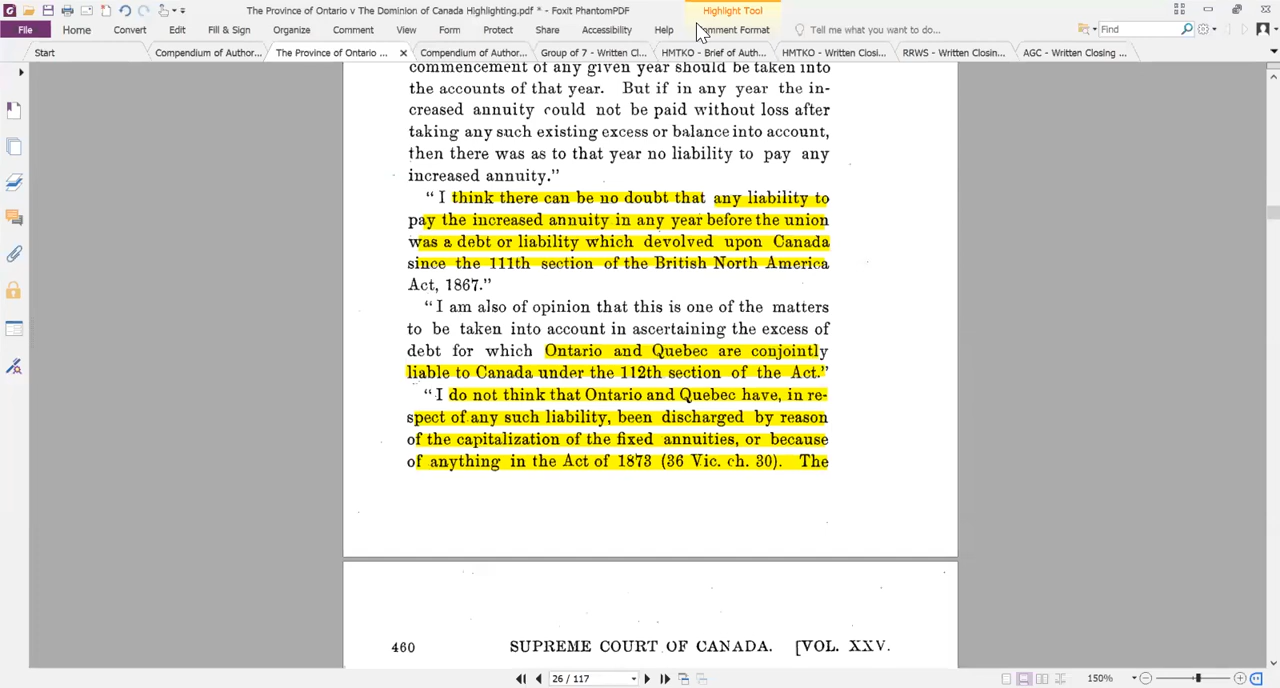 The Province of Ontario v The Dominion of Canada Highlighting.pdf * - Foxit PhantomPDF
Highlight Tool
File Home Convert Edit Fill & Sign Organize Comment View Form Protect Share Accessibility Help Comment Format Tell me what you want to do... Find
Start Compendium of Author... The Province of Ontario ... Compendium of Author... Group of 7 - Written Cl... HMTKO - Brief of Auth... HMTKO - Written Closi... RRWS - Written Closin... AGC - Written Closing ...
commencement of any given year should be taken into
the accounts of that year. But if in any year the in-
creased annuity could not be paid without loss after
taking any such existing excess or balance into account,
then there was as to that year no liability to pay any
increased annuity."
" I think there can be no doubt that any liability to
pay the increased annuity in any year before the union
was a debt or liability which devolved upon Canada
since the 111th section of the British North America
Act, 1867."
" I am also of opinion that this is one of the matters
to be taken into account in ascertaining the excess of
debt for which Ontario and Quebec are conjointly
liable to Canada under the 112th section of the Act."
" I do not think that Ontario and Quebec have, in re-
spect of any such liability, been discharged by reason
of the capitalization of the fixed annuities, or because
of anything in the Act of 1873 (36 Vic. ch. 30). The
460 SUPREME COURT OF CANADA. [VOL. XXV.
26 / 117
150%